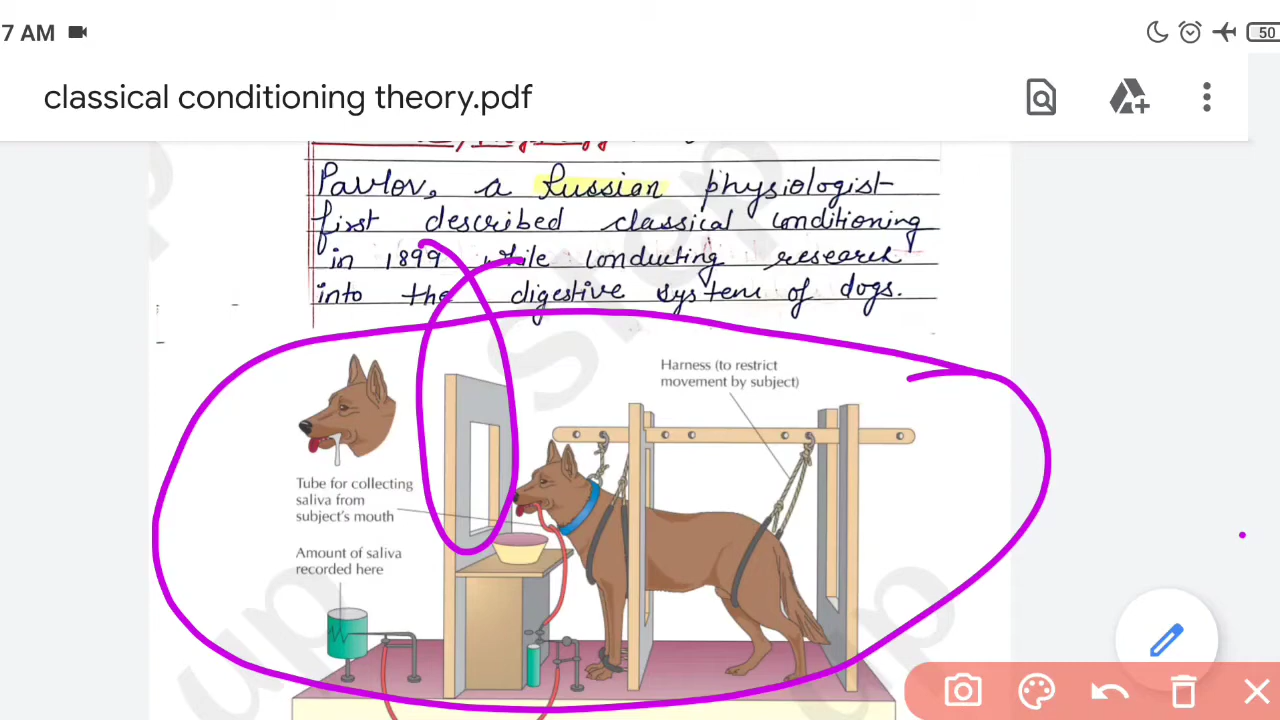 7 AM
50
classical conditioning theory.pdf
Pavlov, a Russian physiologist
first described classical conditioning
in 1899 while conducting research
into the digestive system of dogs.
Harness (to restrict
movement by subject)
Tube for collecting
saliva from
subject's mouth
Amount of saliva
recorded here